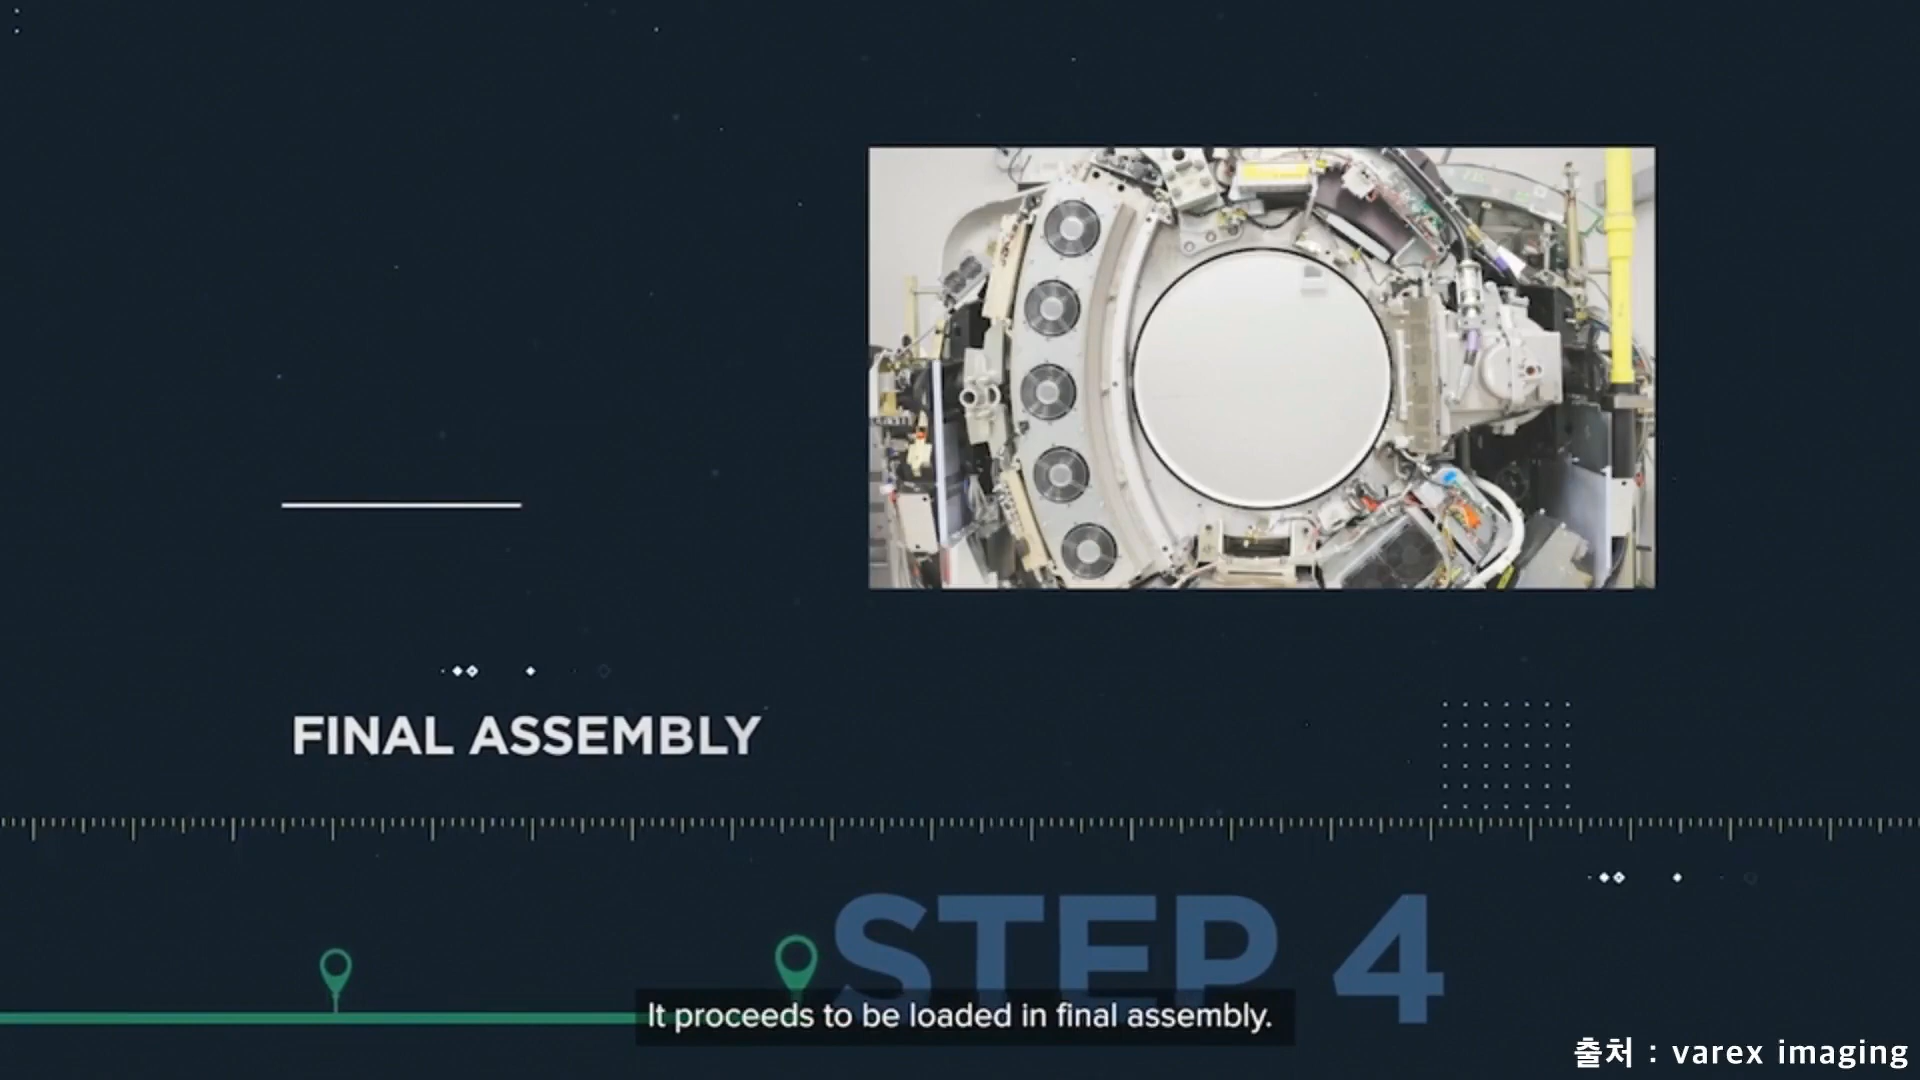 FINAL ASSEMBLY
STEP 4
It proceeds to be loaded in final assembly.
출처 : varex imaging